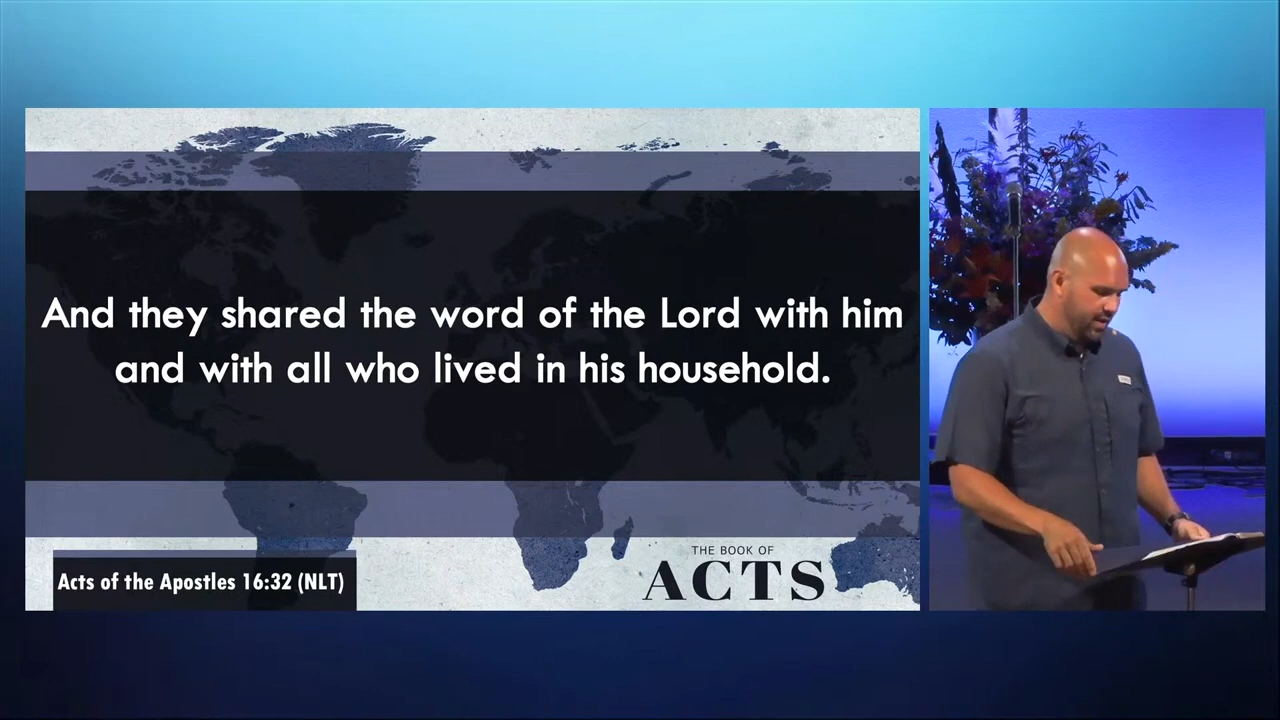 And they shared the word of the Lord with him
and with all who lived in his household.
Acts of the Apostles 16:32 (NLT)
THE BOOK OF
ACTS